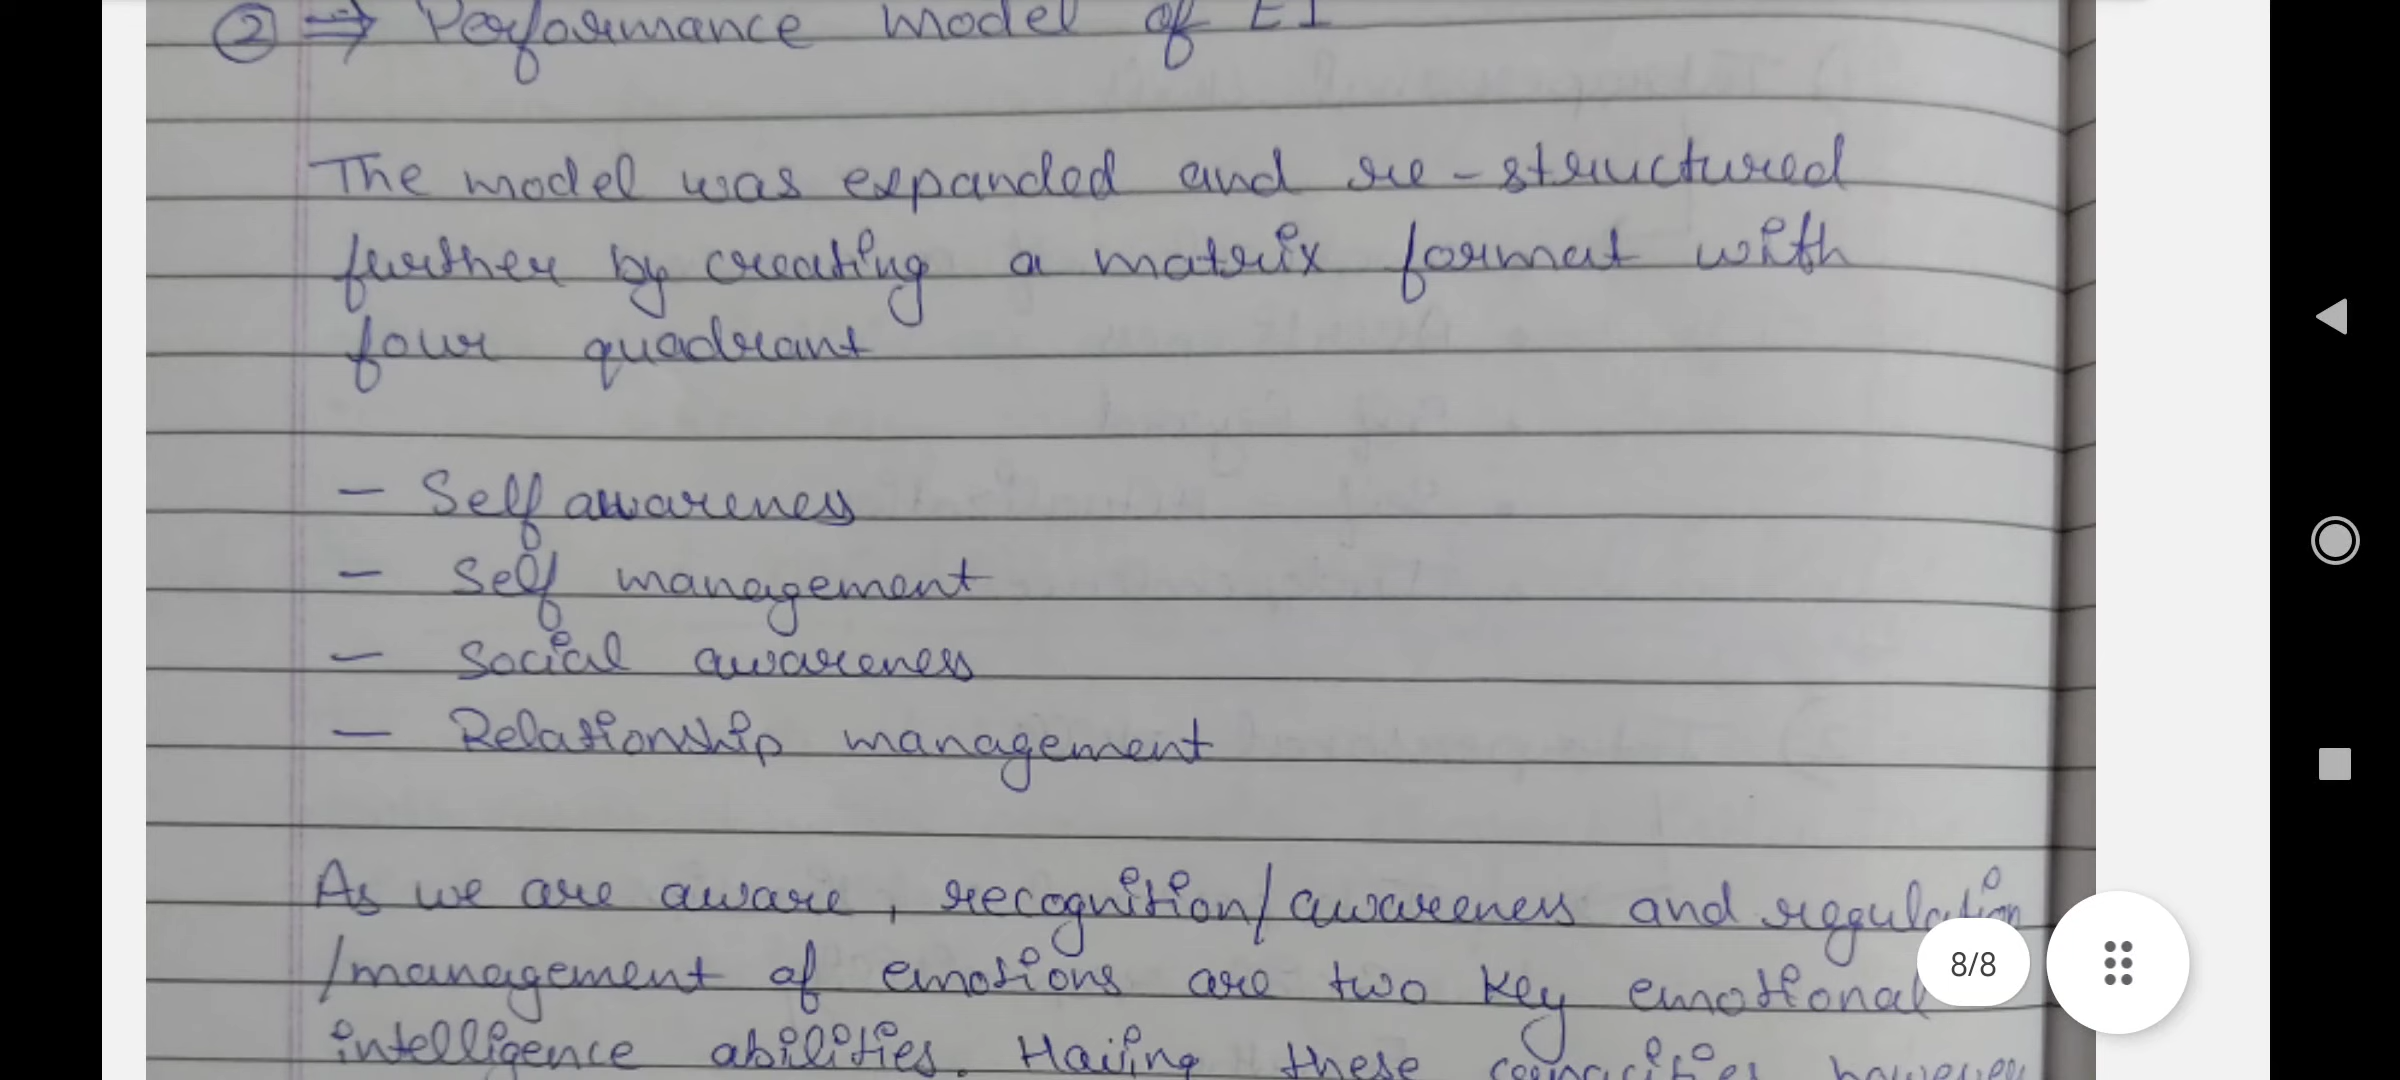 ② ⇒ Performance model of EI
The model was expanded and re-structured
further by creating a matrix format with
four quadrant
- Self awareness
- Self management
- Social awareness
- Relationship management
As we are aware, recognition/awareness and regulation
/management of emotions are two key emotional
intelligence abilities. Having these capacities however
8/8